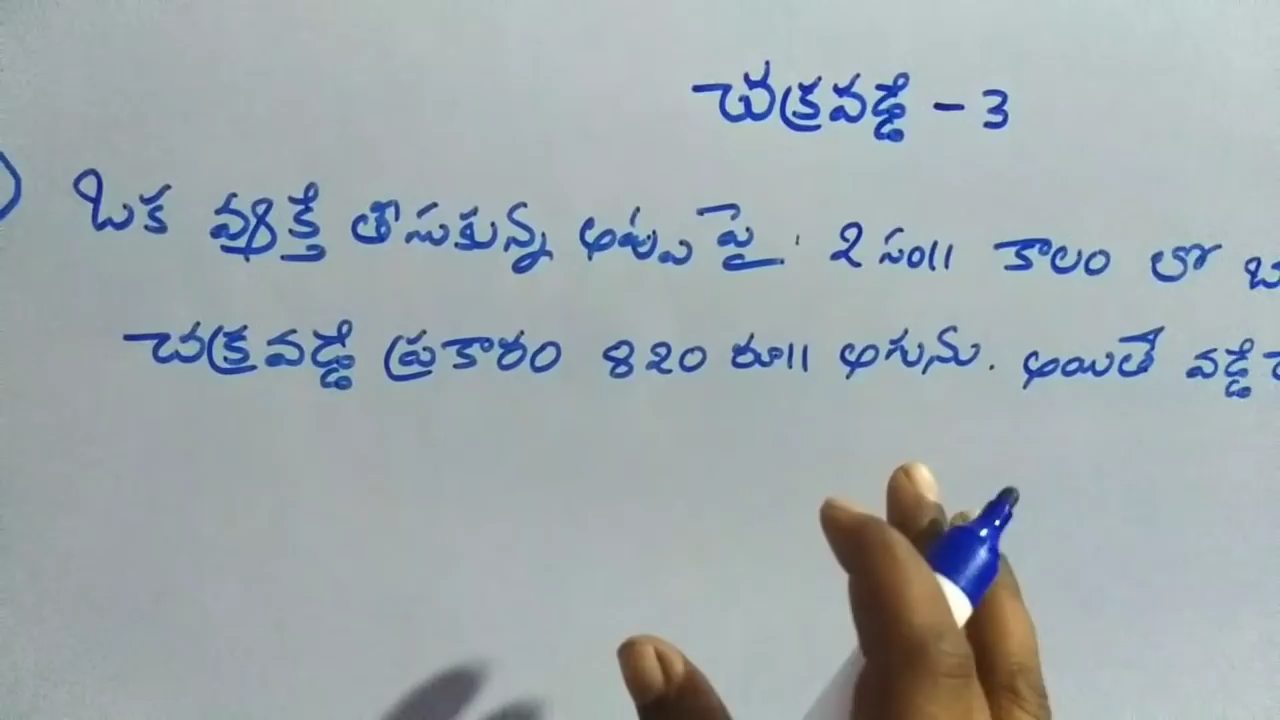 చక్రవడ్డీ - 3
ఒక వ్యక్తి తీసుకున్న అప్పు పై 2 సం॥ కాలం లో
చక్రవడ్డీ ప్రకారం 820 రూ॥ అగును. అయితే